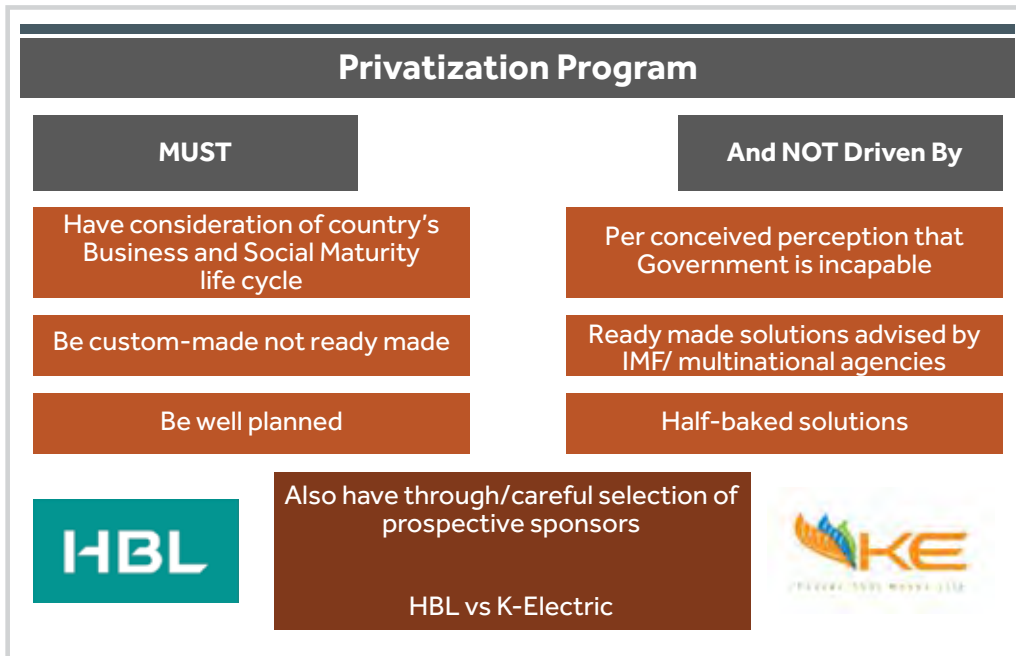 Privatization Program
MUST
Have consideration of country's
Business and Social Maturity
life cycle
Be custom-made not ready made
Be well planned
And NOT Driven By
Per conceived perception that
Government is incapable
Ready made solutions advised by
IMF/ multinational agencies
Half-baked solutions
Also have through/careful selection of
prospective sponsors
HBL vs K-Electric
HBL
KE